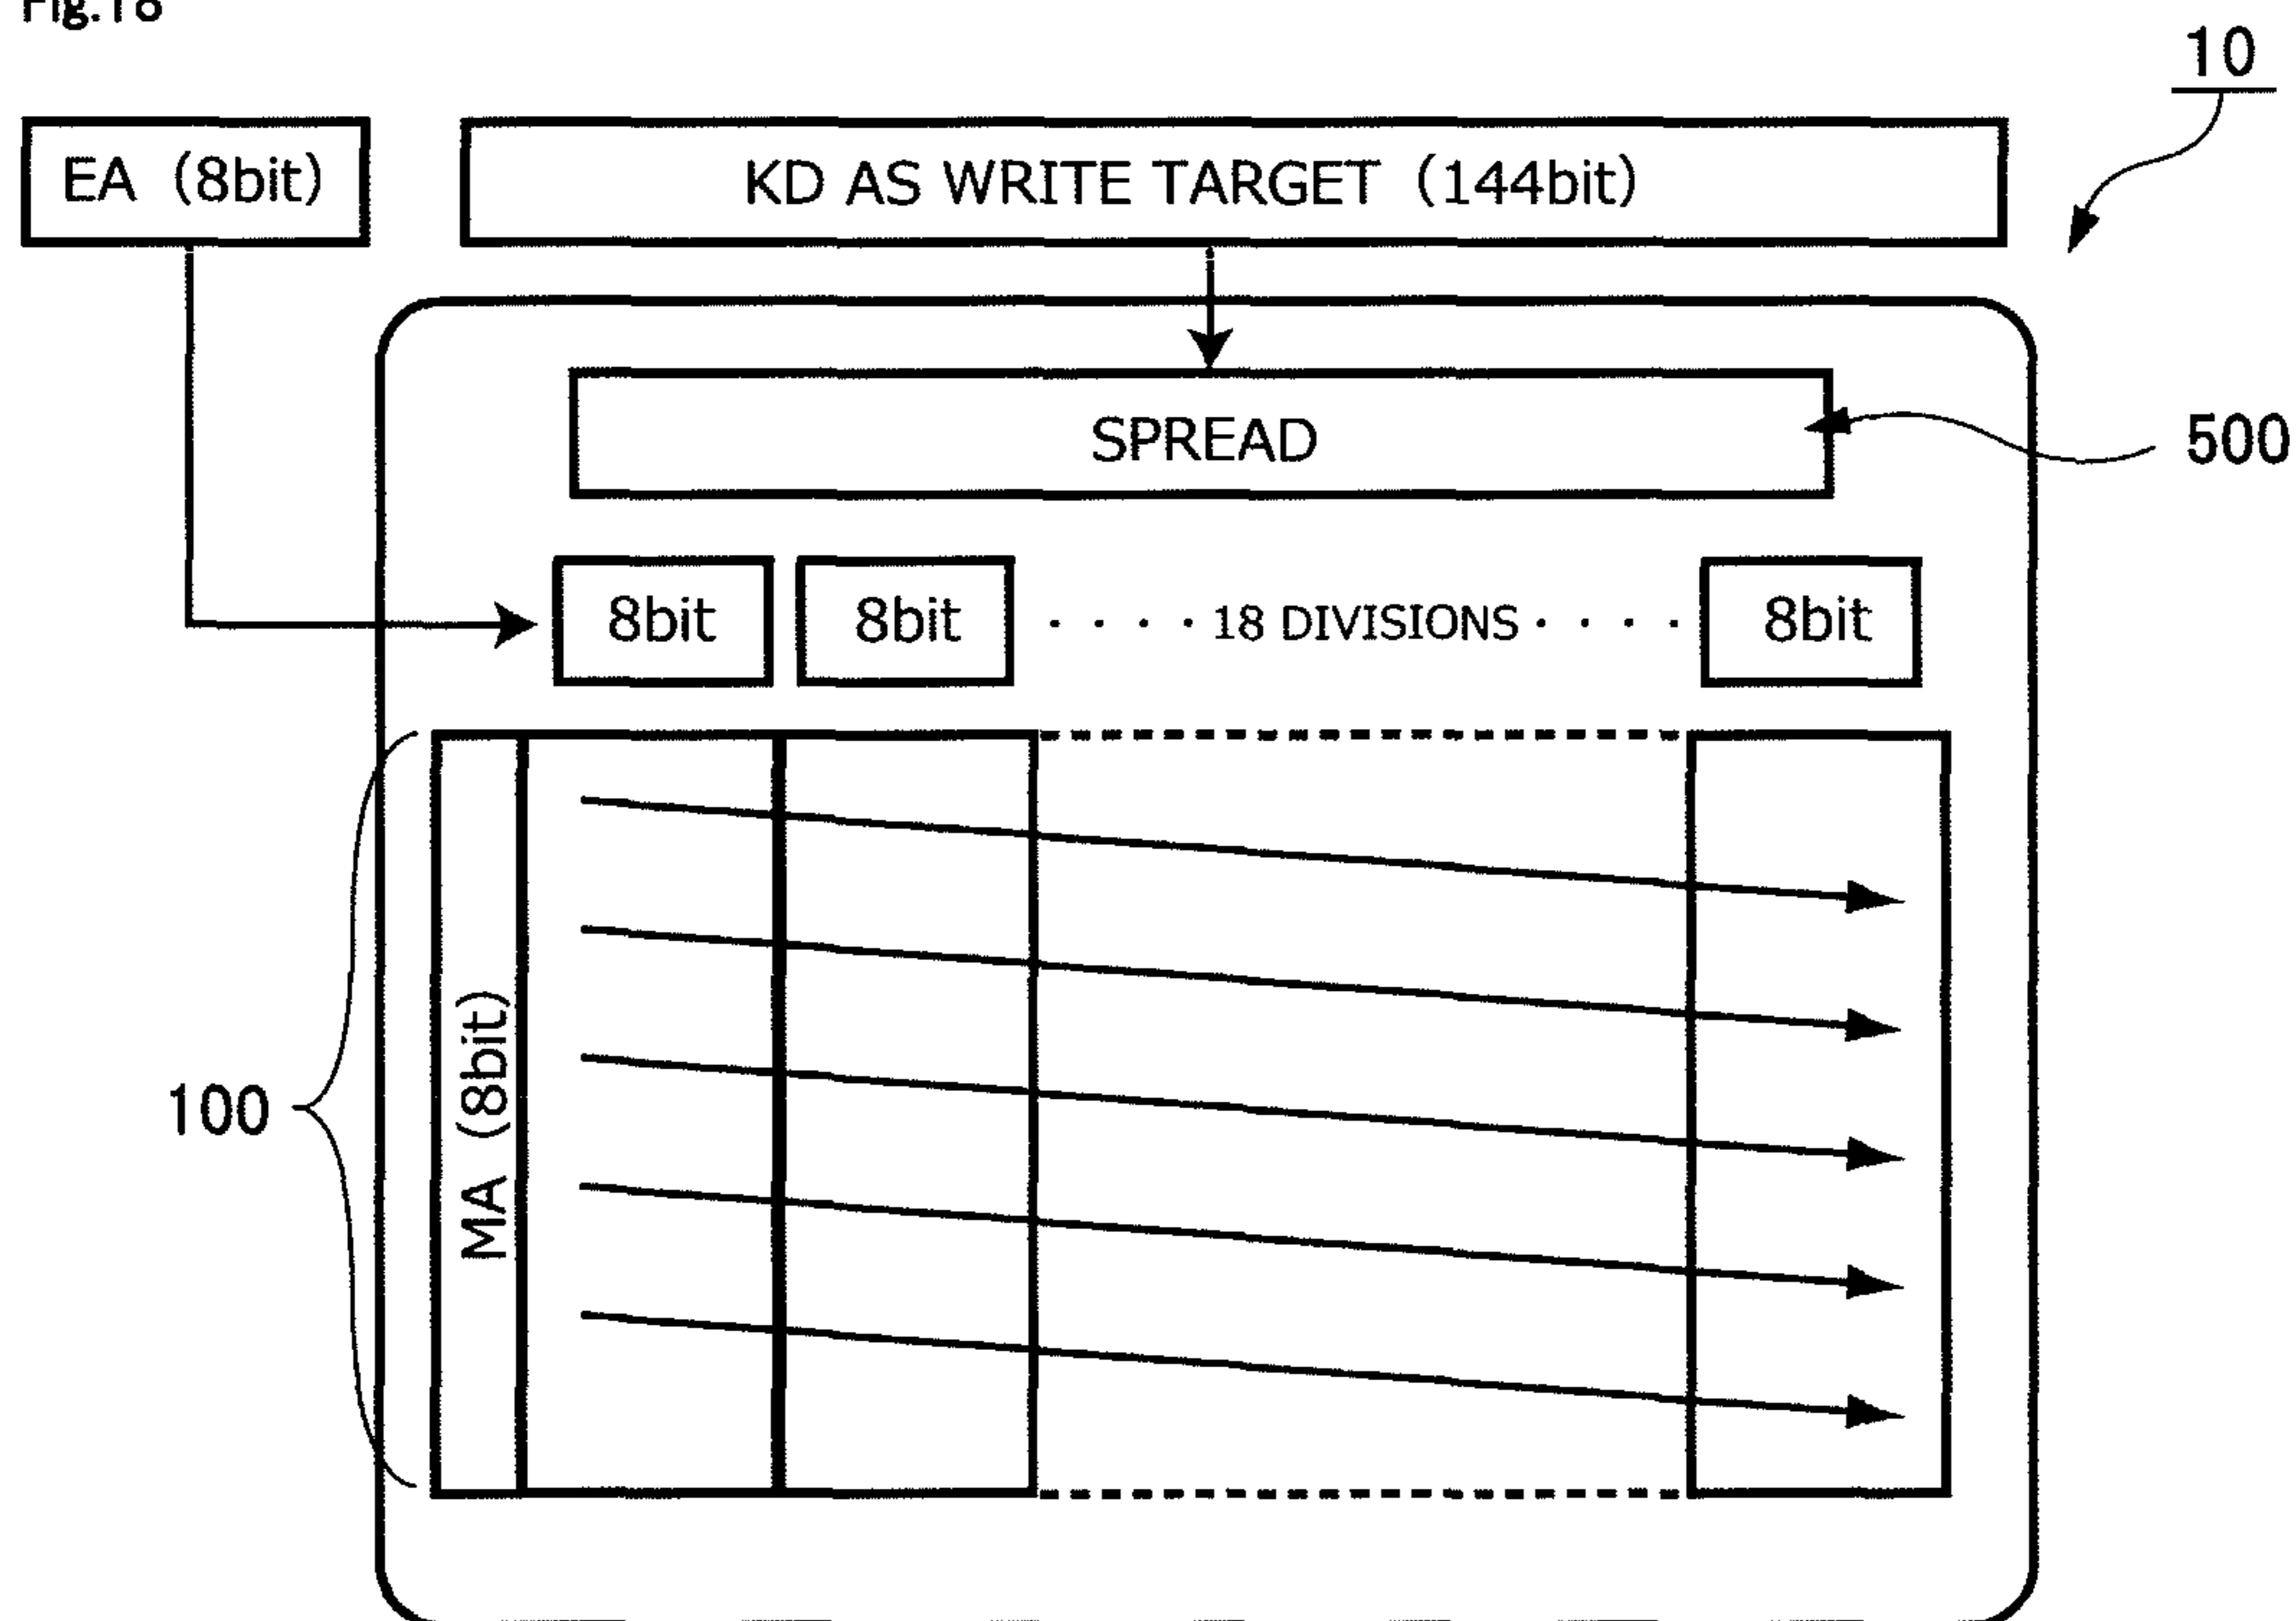 Fig.18
10
EA (8bit)
KD AS WRITE TARGET (144bit)
SPREAD
500
8bit
8bit
・・・・18 DIVISIONS・・・・
8bit
MA (8bit)
100